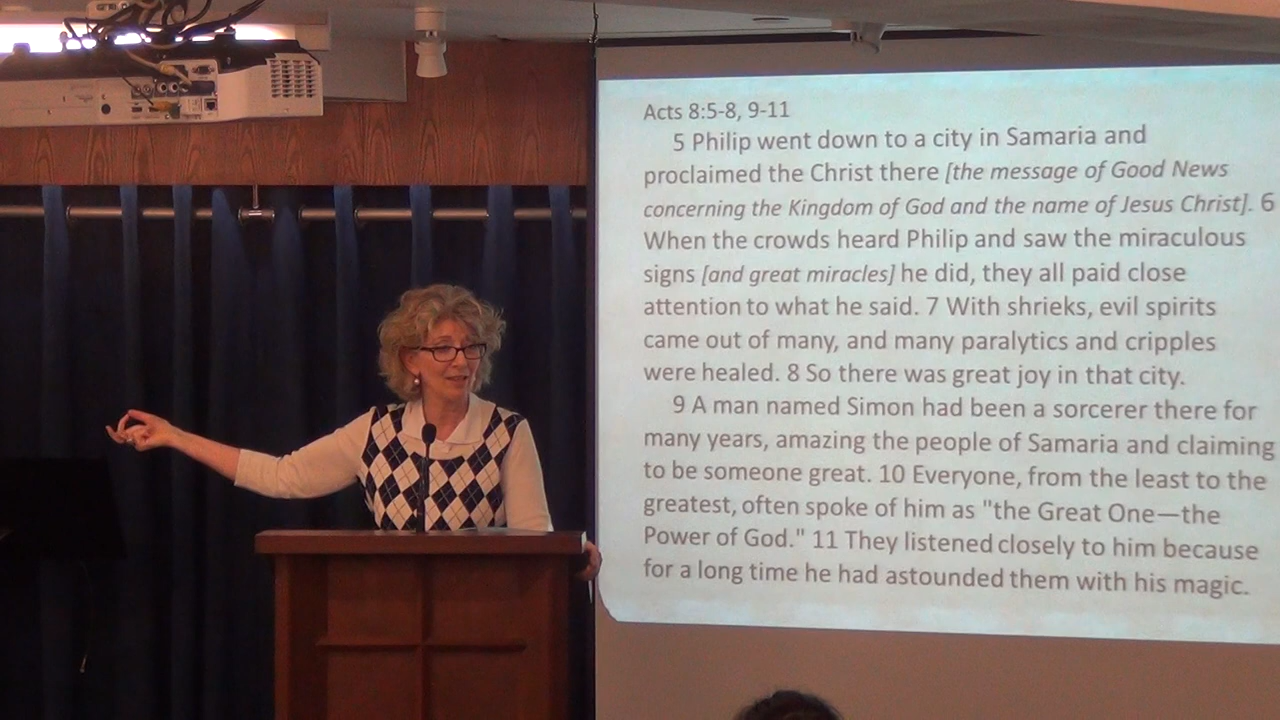 Acts 8:5-8, 9-11
5 Philip went down to a city in Samaria and
proclaimed the Christ there [the message of Good News
concerning the Kingdom of God and the name of Jesus Christ]. 6
When the crowds heard Philip and saw the miraculous
signs [and great miracles] he did, they all paid close
attention to what he said. 7 With shrieks, evil spirits
came out of many, and many paralytics and cripples
were healed. 8 So there was great joy in that city.
9 A man named Simon had been a sorcerer there for
many years, amazing the people of Samaria and claiming
to be someone great. 10 Everyone, from the least to the
greatest, often spoke of him as "the Great One—the
Power of God." 11 They listened closely to him because
for a long time he had astounded them with his magic.